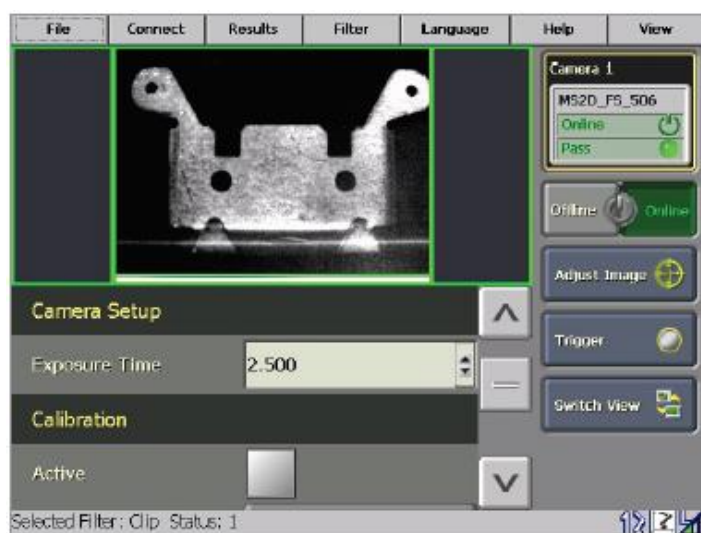 File Connect Results Filter Language Help View
Camera 1
MS2D_FS_506
Online
Pass
Offline Online
Adjust Image
Trigger
Switch View
Camera Setup
Exposure Time 2.500
Calibration
Active
Selected Filter: Clip Status: 1